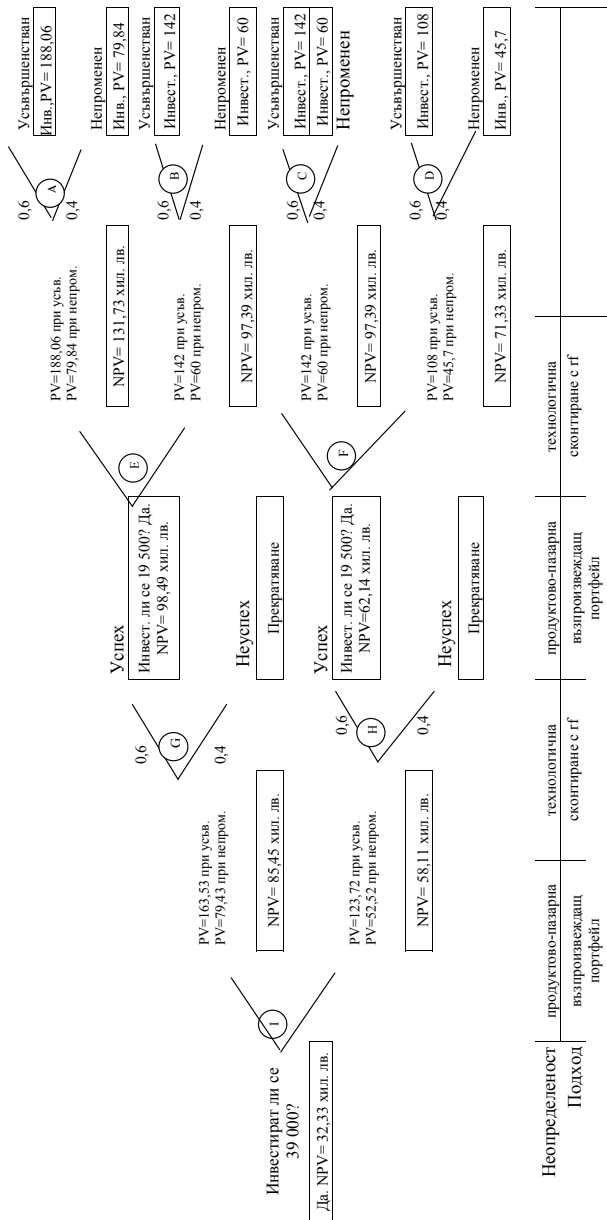 Инвестират ли се
39 000?
Да. NPV= 32,33 хил. лв.
I
PV=163,53 при усъв.
PV=79,43 при непром.
NPV= 85,45 хил. лв.
PV=123,72 при усъв.
PV=52,52 при непром.
NPV= 58,11 хил. лв.
0,6
G
0,4
0,6
H
0,4
Успех
Инвест. ли се 19 500? Да.
NPV= 98,49 хил. лв.
Неуспех
Прекратяване
Успех
Инвест. ли се 19 500? Да.
NPV=62,14 хил. лв.
Неуспех
Прекратяване
E
F
PV=188,06 при усъв.
PV=79,84 при непром.
NPV= 131,73 хил. лв.
PV=142 при усъв.
PV=60 при непром.
NPV= 97,39 хил. лв.
PV=142 при усъв.
PV=60 при непром.
NPV= 97,39 хил. лв.
PV=108 при усъв.
PV=45,7 при непром.
NPV= 71,33 хил. лв.
0,6
A
0,4
0,6
B
0,4
0,6
C
0,4
0,6
D
0,4
Усъвършенстван
Инв.,PV= 188,06
Непроменен
Инв., PV= 79,84
Усъвършенстван
Инвест., PV= 142
Непроменен
Инвест., PV= 60
Усъвършенстван
Инвест., PV= 142
Инвест., PV= 60
Непроменен
Усъвършенстван
Инвест., PV= 108
Непроменен
Инв., PV= 45,7
Неопределеност продуктово-пазарна технологична продуктово-пазарна технологична
Подход възпроизвеждащ сконтиране с rf възпроизвеждащ сконтиране с rf
портфейл портфейл